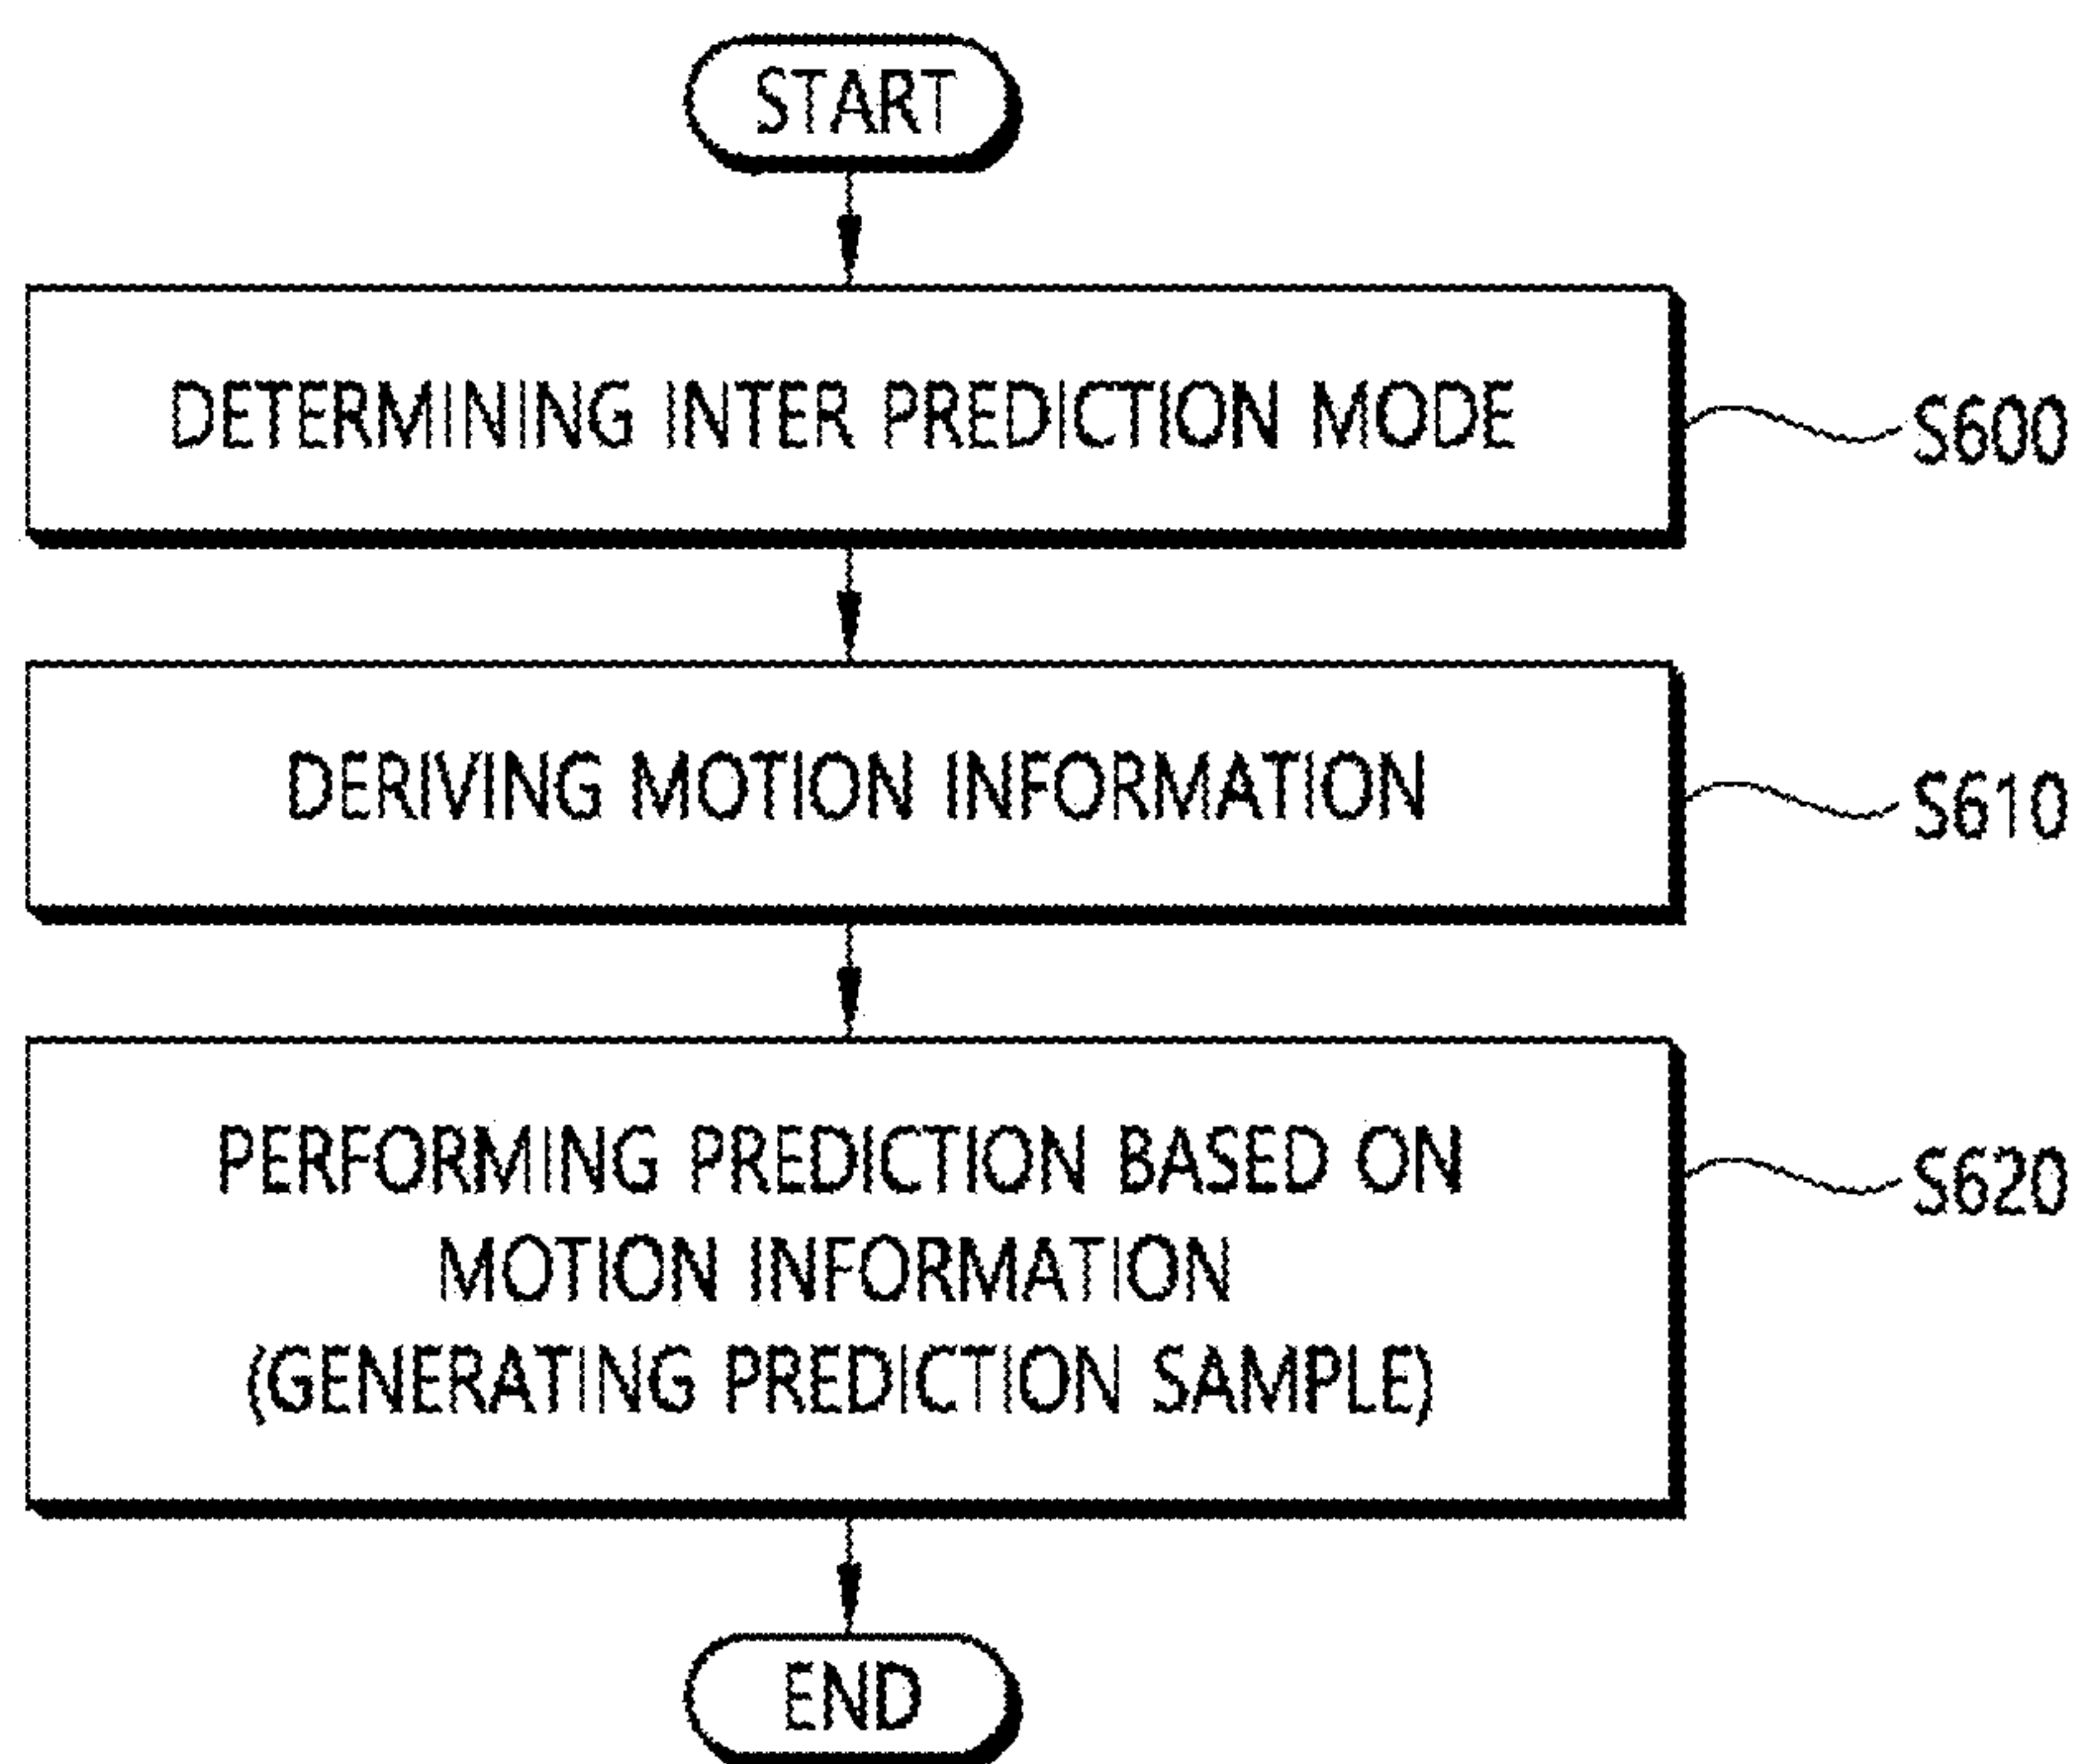 START
DETERMINING INTER PREDICTION MODE
S600
DERIVING MOTION INFORMATION
S610
PERFORMING PREDICTION BASED ON
MOTION INFORMATION
(GENERATING PREDICTION SAMPLE)
S620
END